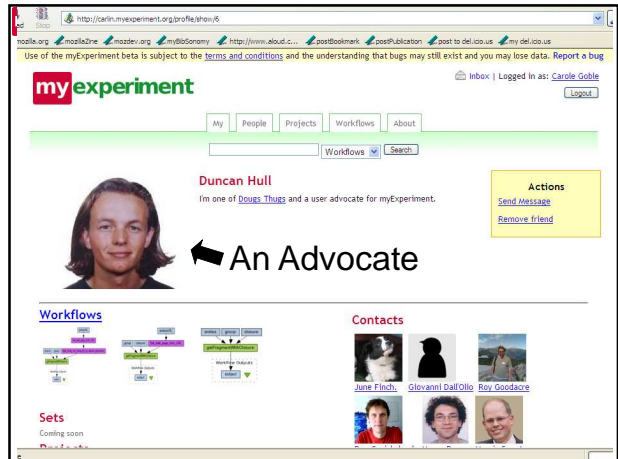 Stop
http://carlin.myexperiment.org/profile/show/6
mozilla.org mozillaZine mozdev.org myBibSonomy http://www.aloud.c... postBookmark postPublication post to del.icio.us my del.icio.us
Use of the myExperiment beta is subject to the terms and conditions and the understanding that bugs may still exist and you may lose data. Report a bug
my experiment
Inbox | Logged in as: Carole Goble
Logout
My People Projects Workflows About
Workflows Search
Duncan Hull
I'm one of Dougs Thugs and a user advocate for myExperiment.
Actions
Send Message
Remove friend
An Advocate
Workflows
Contacts
June Finch. Giovanni Dall'Olio Roy Goodacre
Sets
Coming soon